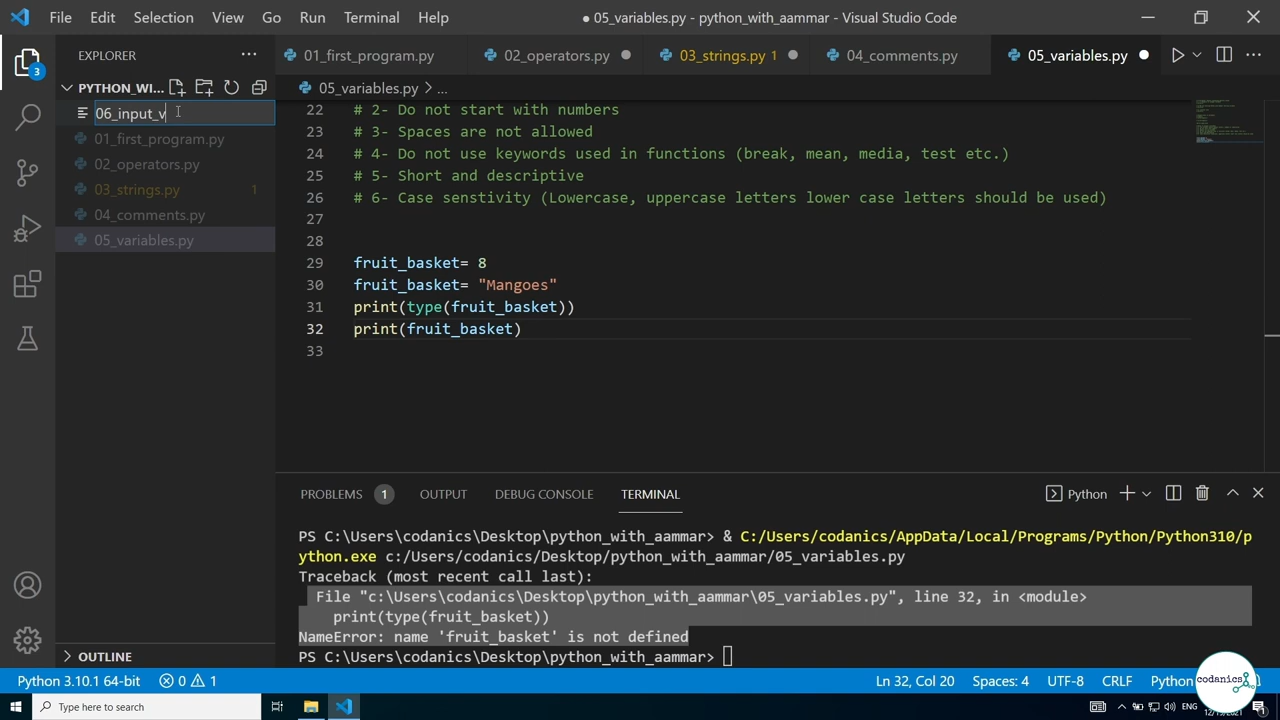 File Edit Selection View Go Run Terminal Help
● 05_variables.py - python_with_aammar - Visual Studio Code
EXPLORER
01_first_program.py
02_operators.py
03_strings.py 1
04_comments.py
05_variables.py
3
PYTHON_WI...
05_variables.py > ...
06_input_v
01_first_program.py
02_operators.py
03_strings.py 1
04_comments.py
05_variables.py
22 # 2- Do not start with numbers
23 # 3- Spaces are not allowed
24 # 4- Do not use keywords used in functions (break, mean, media, test etc.)
25 # 5- Short and descriptive
26 # 6- Case senstivity (Lowercase, uppercase letters lower case letters should be used)
27
28
29 fruit_basket= 8
30 fruit_basket= "Mangoes"
31 print(type(fruit_basket))
32 print(fruit_basket)
33
PROBLEMS 1 OUTPUT DEBUG CONSOLE TERMINAL
Python
PS C:\Users\codanics\Desktop\python_with_aammar> & C:/Users/codanics/AppData/Local/Programs/Python/Python310/p
ython.exe c:/Users/codanics/Desktop/python_with_aammar/05_variables.py
Traceback (most recent call last):
File "c:\Users\codanics\Desktop\python_with_aammar\05_variables.py", line 32, in <module>
print(type(fruit_basket))
NameError: name 'fruit_basket' is not defined
PS C:\Users\codanics\Desktop\python_with_aammar>
OUTLINE
Python 3.10.1 64-bit 0 1
Ln 32, Col 20 Spaces: 4 UTF-8 CRLF Python
codanics
Type here to search
ENG